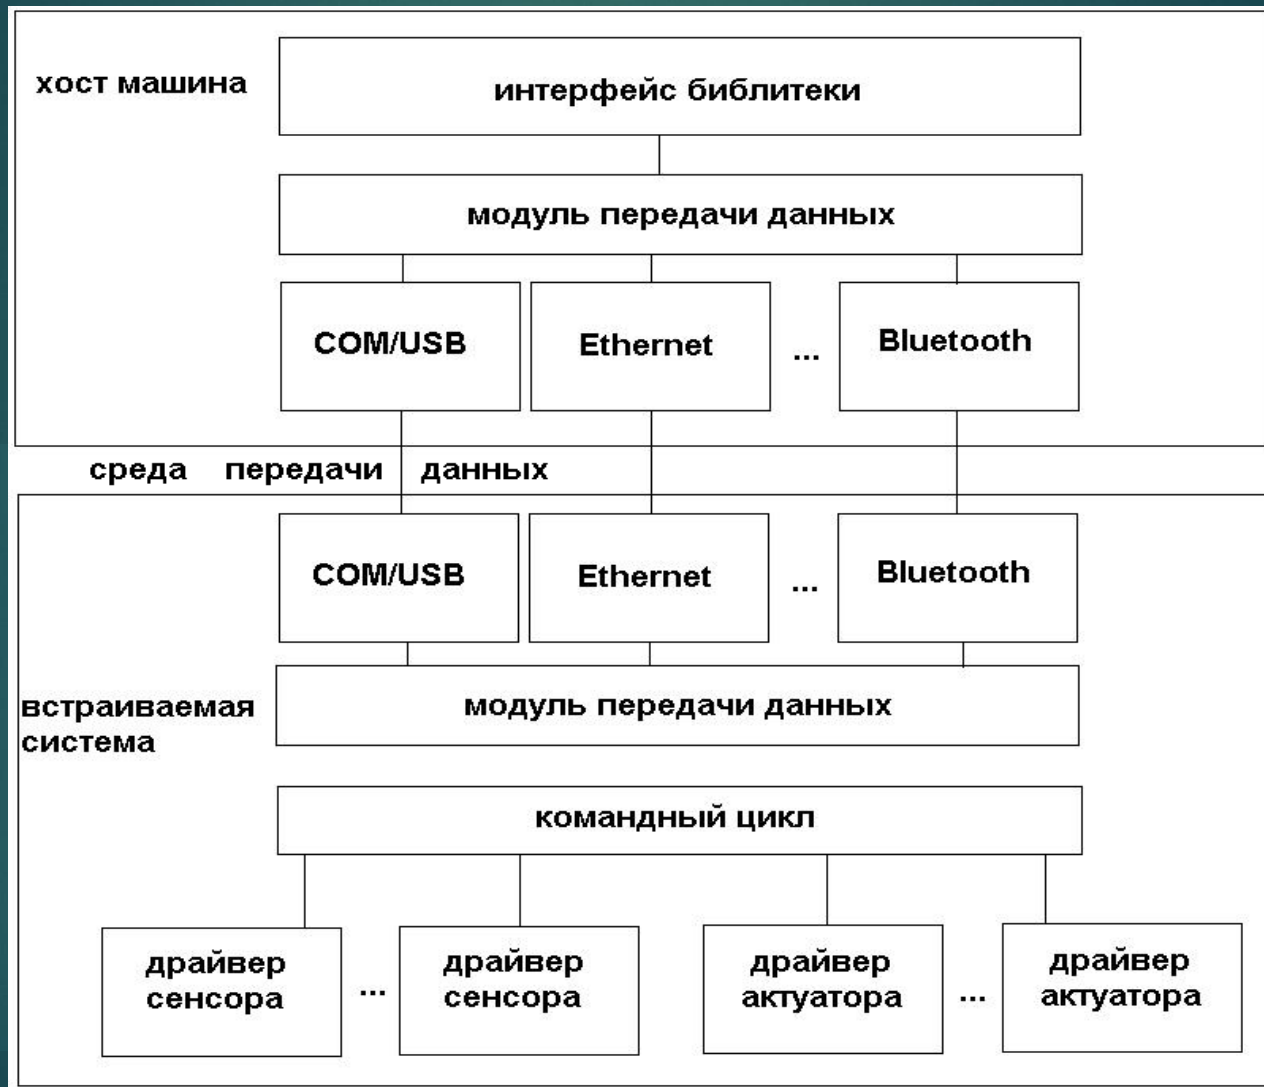 хост машина
интерфейс библитеки
модуль передачи данных
COM/USB
Ethernet
...
Bluetooth
среда передачи данных
COM/USB
Ethernet
...
Bluetooth
встраиваемая
система
модуль передачи данных
командный цикл
драйвер
сенсора
...
драйвер
сенсора
драйвер
актуатора
...
драйвер
актуатора